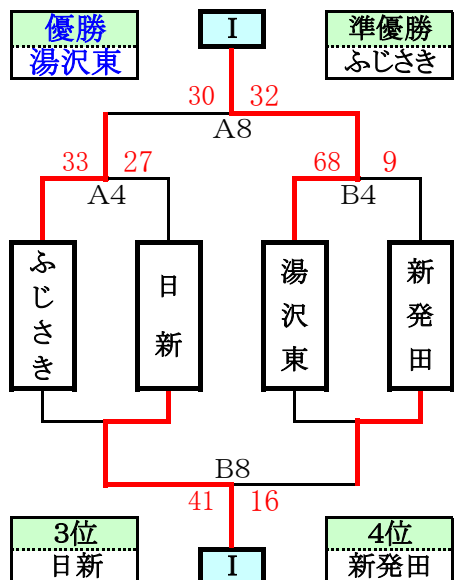 優勝
湯沢東
I
準優勝
ふじさき
30 32
A8
33 27
A4
68 9
B4
ふじさき
日新
湯沢東
新発田
B8
41 16
3位
日新
I
4位
新発田